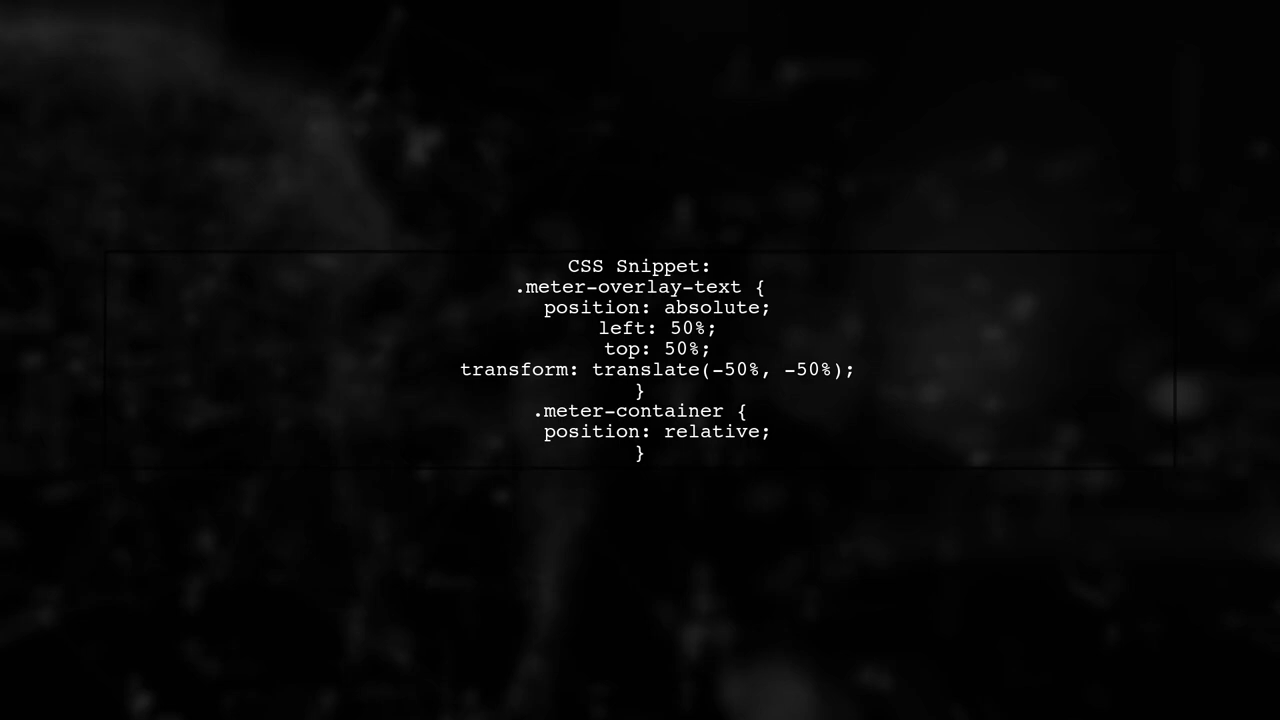 CSS Snippet:
.meter-overlay-text {
position: absolute;
left: 50%;
top: 50%;
transform: translate(-50%, -50%);
}
.meter-container {
position: relative;
}